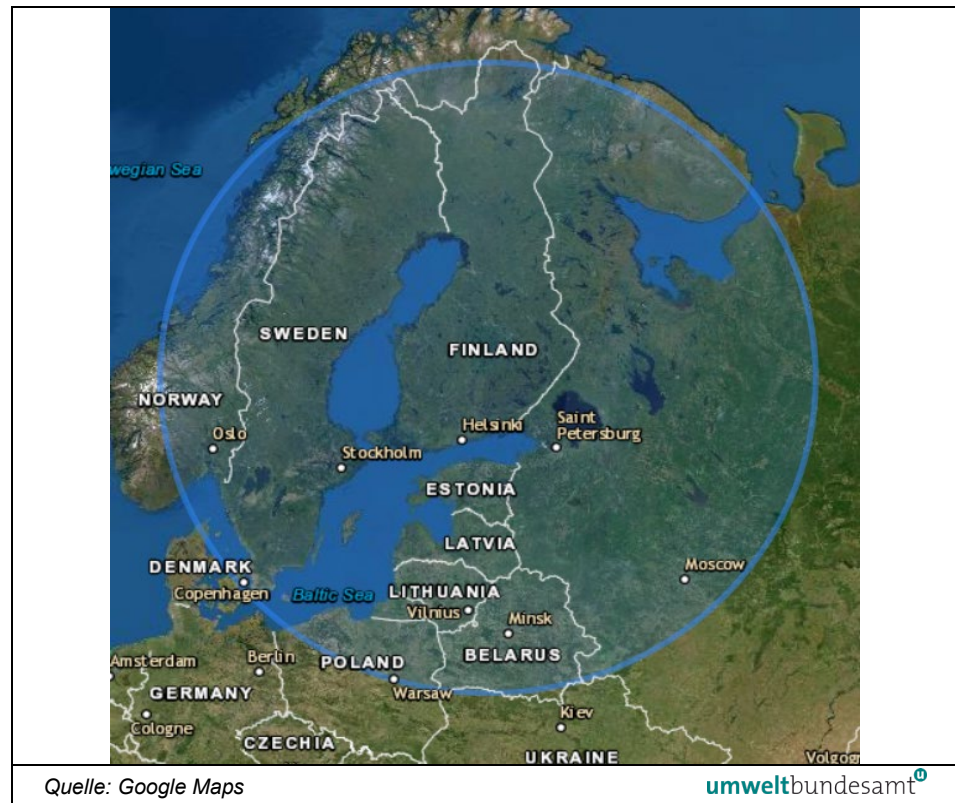 wegian Sea
SWEDEN
FINLAND
NORWAY
Oslo
Helsinki
Saint
Petersburg
Stockholm
ESTONIA
LATVIA
DENMARK
Copenhagen
Baltic Sea
LITHUANIA
Vilnius
Moscow
Minsk
BELARUS
Amsterdam
Berlin
POLAND
Warsaw
GERMANY
Cologne
Kiev
CZECHIA
UKRAINE
Volgog
Quelle: Google Maps
umweltbundesamt u